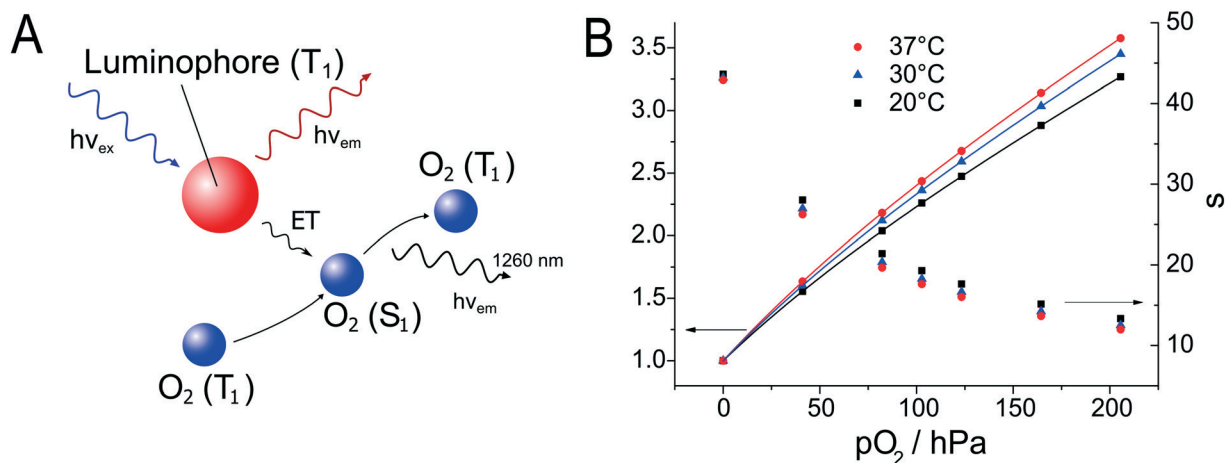 A
Luminophore (T₁)
hνₑₓ
hνₑₘ
O₂ (T₁)
ET
1260 nm
hνₑₘ
O₂ (S₁)
O₂ (T₁)
B
37°C
30°C
20°C
3.5
3.0
2.5
2.0
1.5
1.0
50
40
30
20
10
s
0
50
100
150
200
pO₂ / hPa